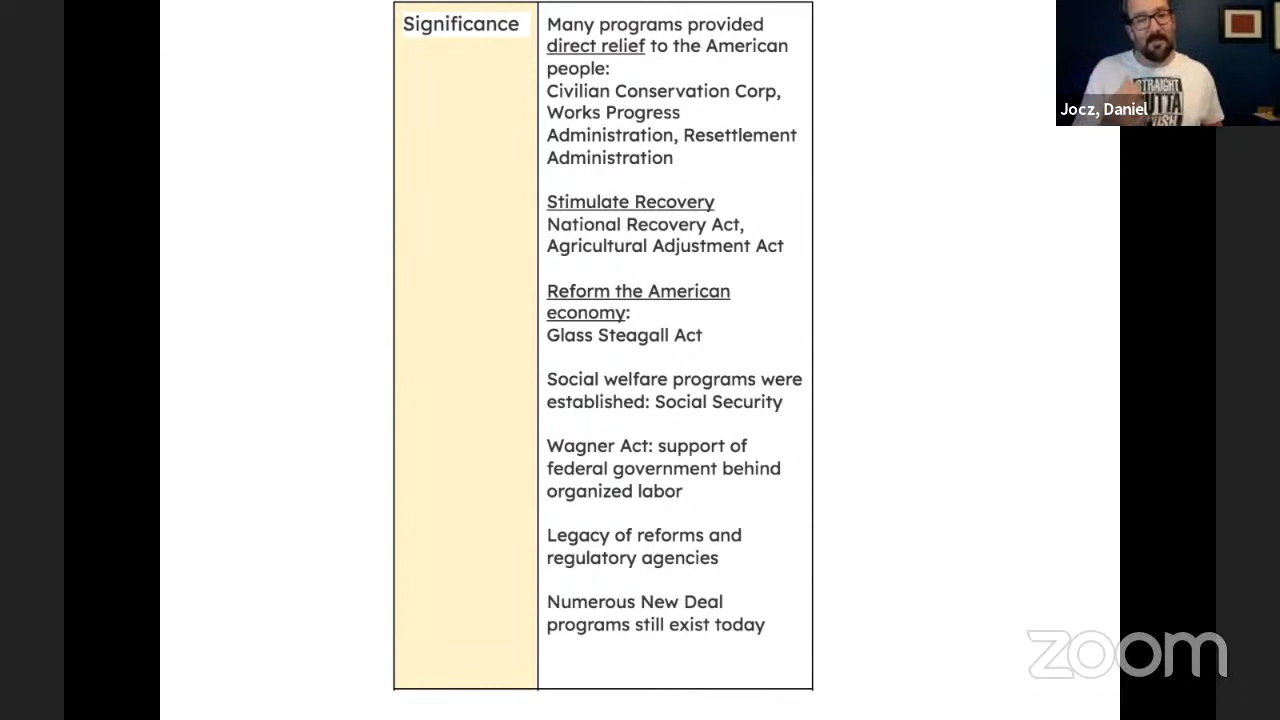 Significance
Many programs provided
direct relief to the American
people:
Civilian Conservation Corp,
Works Progress
Administration, Resettlement
Administration
Stimulate Recovery
National Recovery Act,
Agricultural Adjustment Act
Reform the American
economy:
Glass Steagall Act
Social welfare programs were
established: Social Security
Wagner Act: support of
federal government behind
organized labor
Legacy of reforms and
regulatory agencies
Numerous New Deal
programs still exist today
STRAIGHT
OUTTA
Jocz, Daniel
zoom